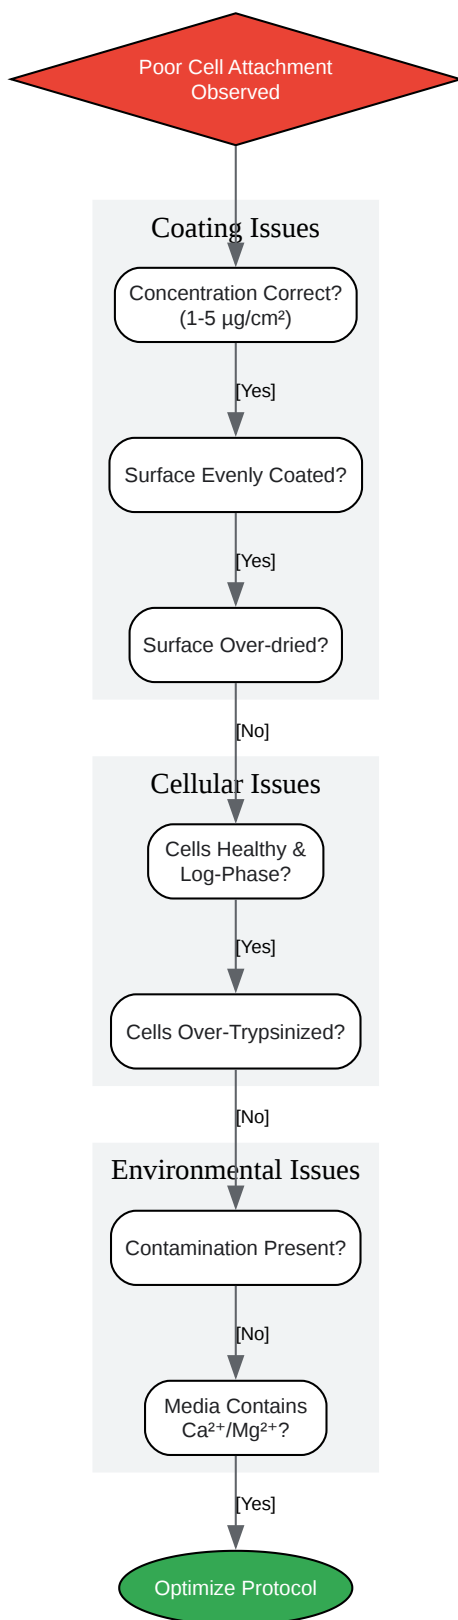 Poor Cell Attachment
Observed
Coating Issues
Concentration Correct?
(1-5 µg/cm²)
[Yes]
Surface Evenly Coated?
[Yes]
Surface Over-dried?
[No]
Cellular Issues
Cells Healthy &
Log-Phase?
[Yes]
Cells Over-Trypsinized?
[No]
Environmental Issues
Contamination Present?
[No]
Media Contains
Ca²⁺/Mg²⁺?
[Yes]
Optimize Protocol